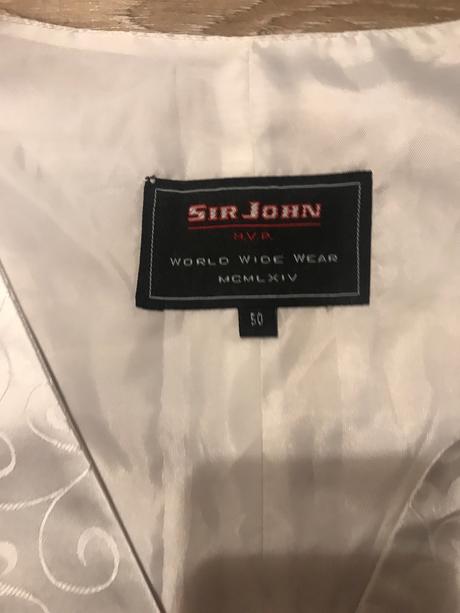 SIR JOHN
H.V.P.
WORLD WIDE WEAR
MCMLXIV
50